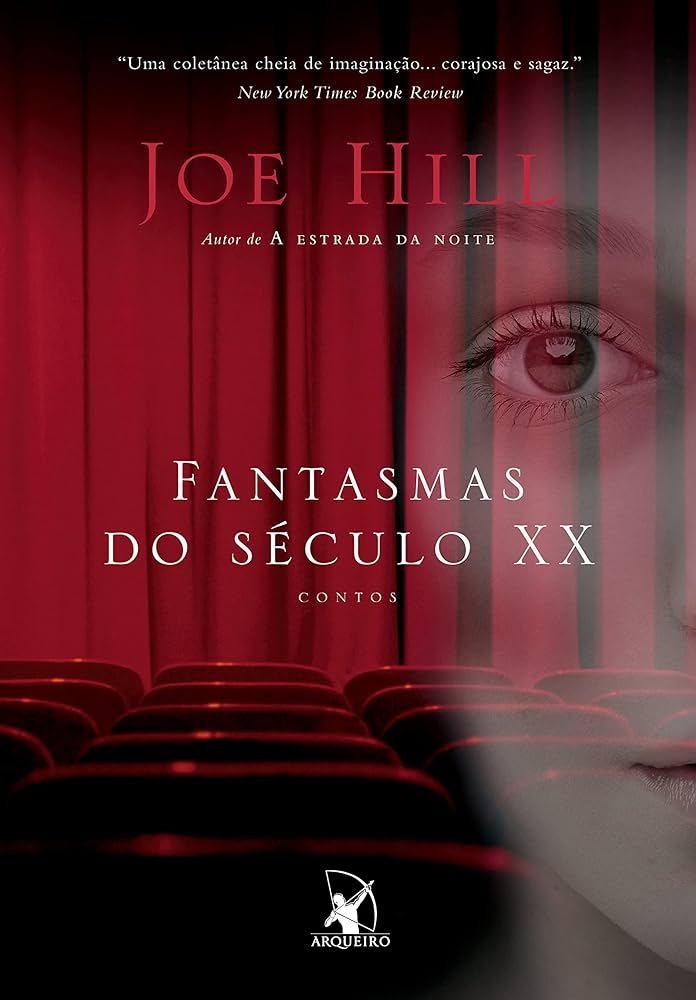 “Uma coletânea cheia de imaginação... corajosa e sagaz.”
New York Times Book Review
JOE HILL
Autor de A ESTRADA DA NOITE
FANTASMAS
DO SÉCULO XX
CONTOS
ARQUEIRO